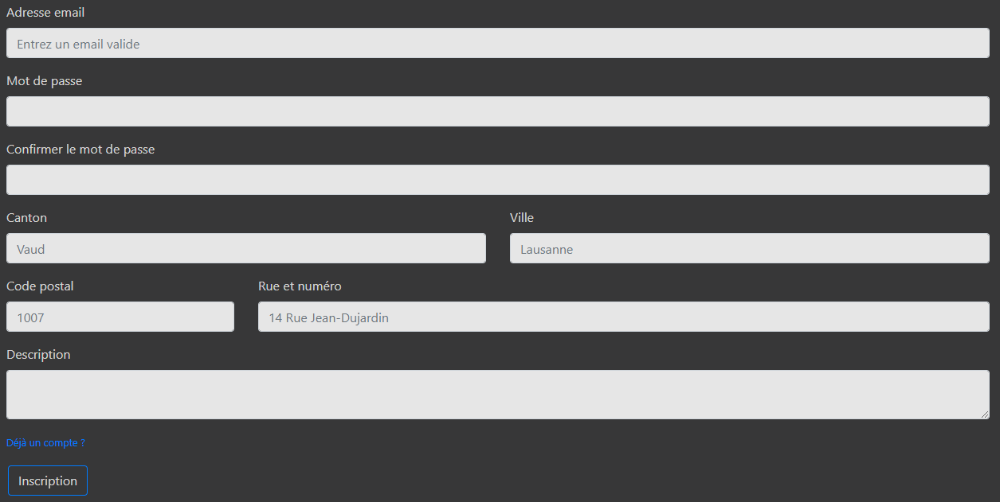 Adresse email
Entrez un email valide
Mot de passe
Confirmer le mot de passe
Canton
Ville
Vaud
Lausanne
Code postal
Rue et numéro
1007
14 Rue Jean-Dujardin
Description
Déjà un compte ?
Inscription